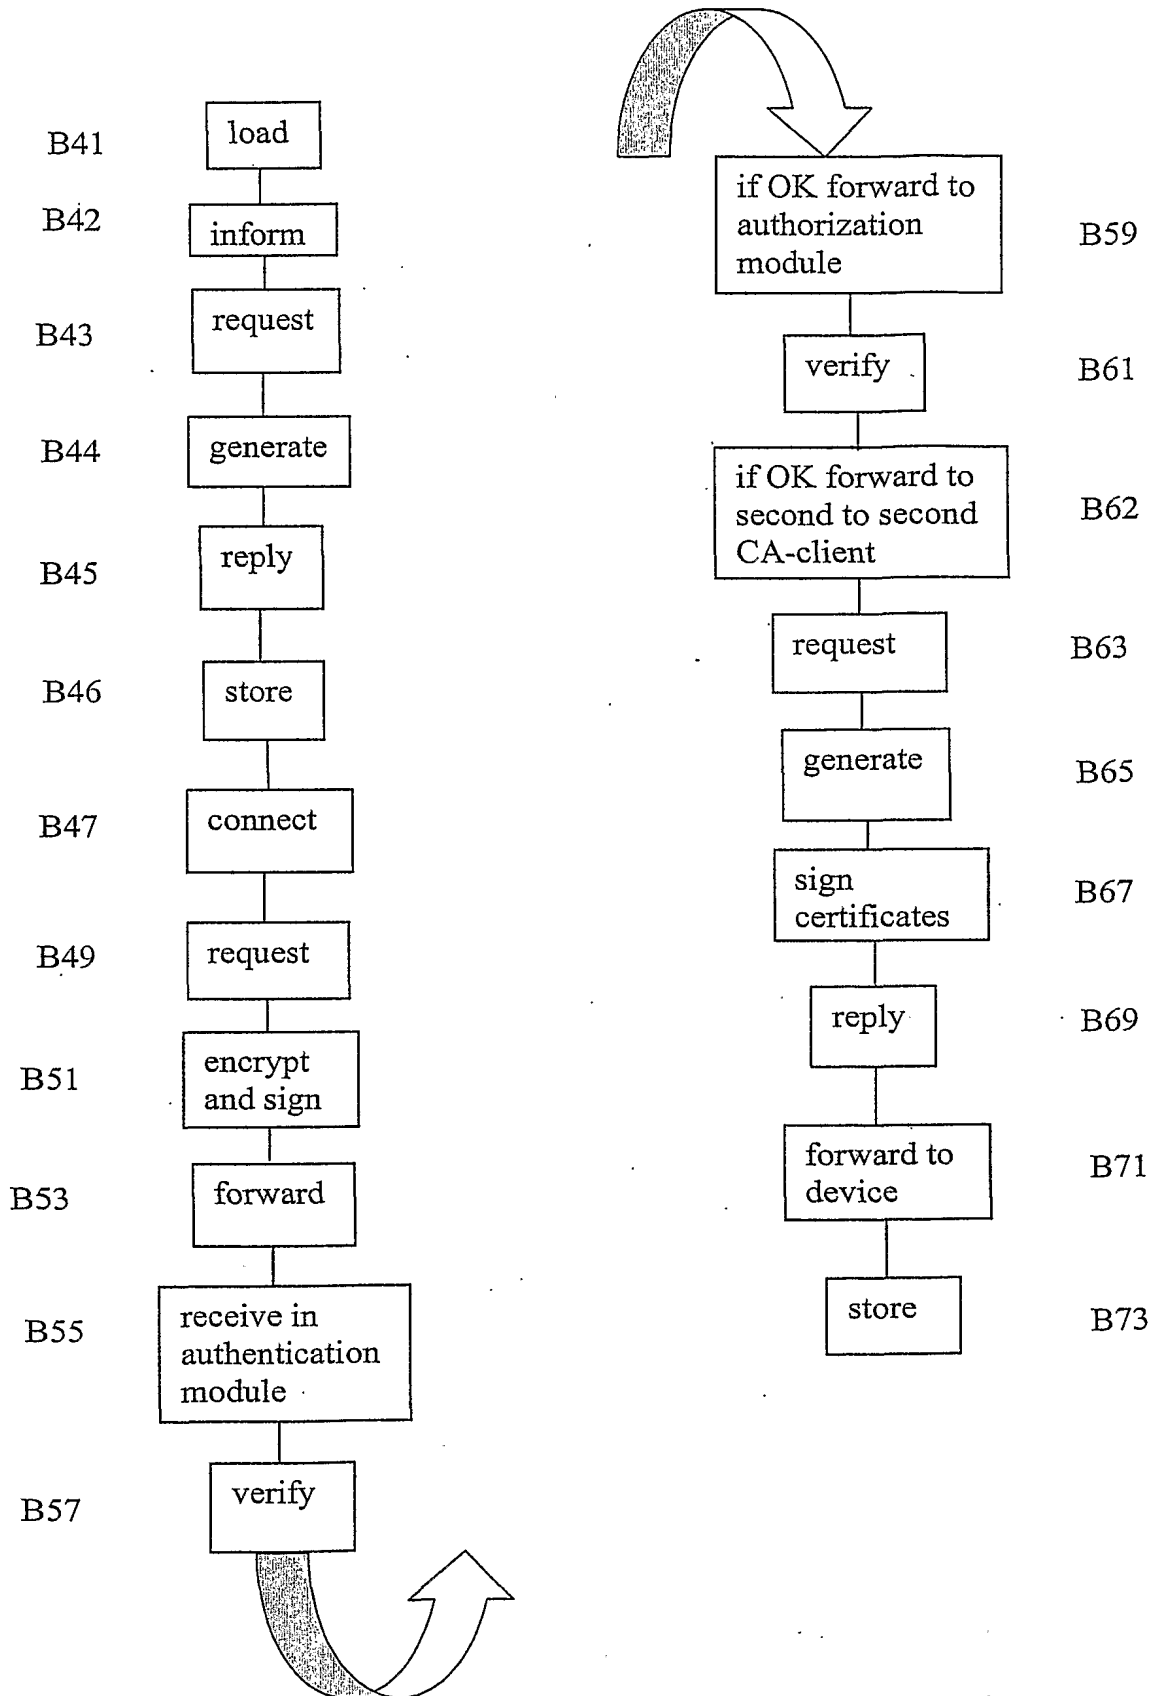 B41
load
B42
inform
B43
request
B44
generate
B45
reply
B46
store
B47
connect
B49
request
B51
encrypt
and sign
B53
forward
B55
receive in
authentication
module
B57
verify
if OK forward to
authorization
module
B59
verify
B61
if OK forward to
second to second
CA-client
B62
request
B63
generate
B65
sign
certificates
B67
reply
B69
forward to
device
B71
store
B73